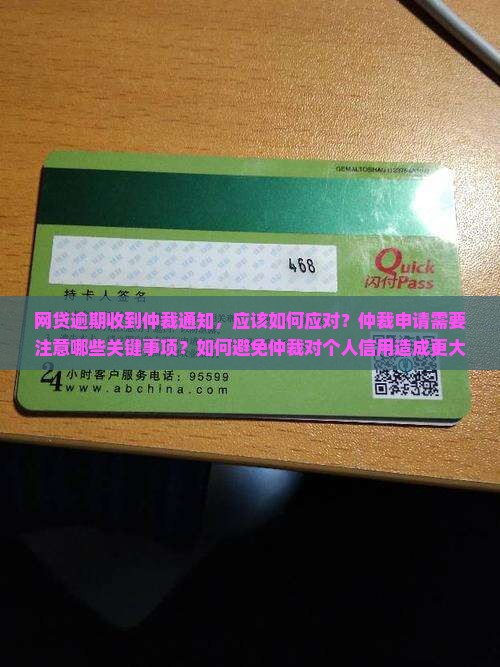 468
Quick
闪付Pass
持卡人签名
网贷逾期收到仲裁通知，应该如何应对？仲裁申请需要
注意哪些关键事项？如何避免仲裁对个人信用造成更大
24小时客户服务电话：95599
www.abchina.com